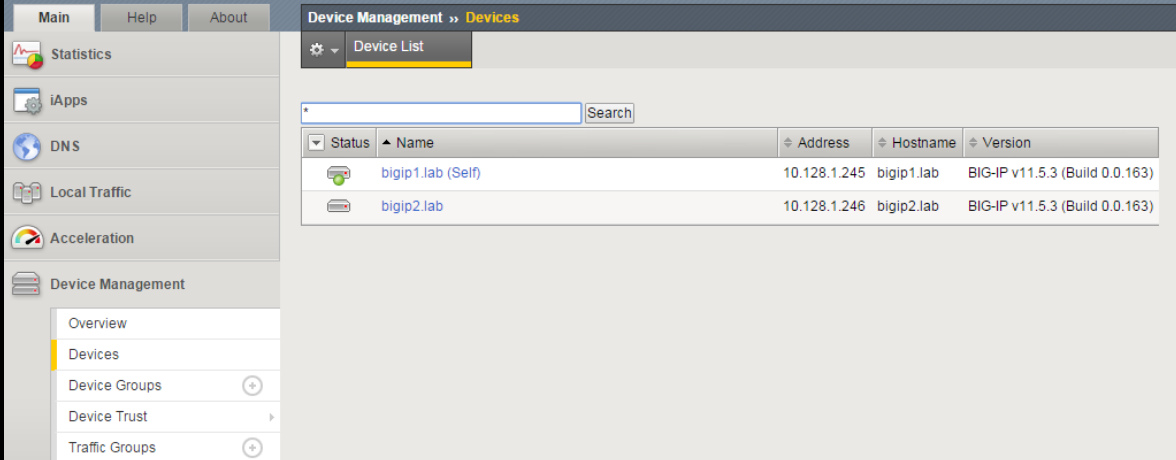 Main Help About
Device Management ›› Devices
Statistics
Device List
iApps
*
Search
Status Name Address Hostname Version
DNS
bigip1.lab (Self) 10.128.1.245 bigip1.lab BIG-IP v11.5.3 (Build 0.0.163)
Local Traffic
bigip2.lab 10.128.1.246 bigip2.lab BIG-IP v11.5.3 (Build 0.0.163)
Acceleration
Device Management
Overview
Devices
Device Groups
Device Trust
Traffic Groups